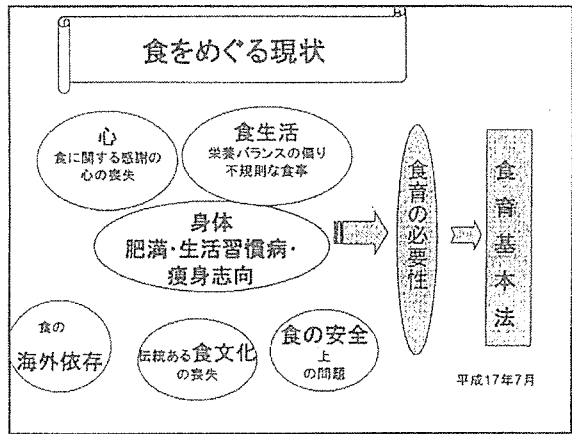 食をめぐる現状
心
食に関する感謝の
心の喪失
食生活
栄養バランスの偏り
不規則な食事
身体
肥満・生活習慣病・
痩身志向
食の
海外依存
伝統ある食文化
の喪失
食の安全
上
の問題
食育の必要性
食育基本法
平成17年7月